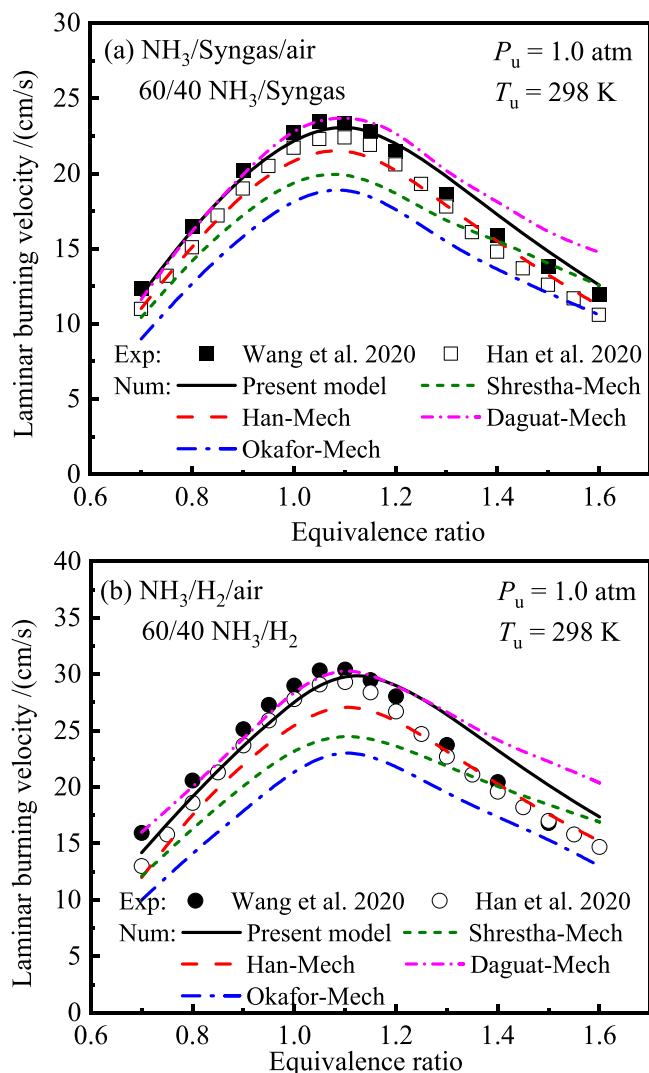 30
25
20
15
10
5
0
Laminar burning velocity /(cm/s)
(a) NH₃/Syngas/air
60/40 NH₃/Syngas
Pᵤ = 1.0 atm
Tᵤ = 298 K
Exp: Wang et al. 2020 Han et al. 2020
Num: Present model Shrestha-Mech
Han-Mech Daguat-Mech
Okafor-Mech
0.6 0.8 1.0 1.2 1.4 1.6
Equivalence ratio
40
35
30
25
20
15
10
5
0
Laminar burning velocity /(cm/s)
(b) NH₃/H₂/air
60/40 NH₃/H₂
Pᵤ = 1.0 atm
Tᵤ = 298 K
Exp: Wang et al. 2020 Han et al. 2020
Num: Present model Shrestha-Mech
Han-Mech Daguat-Mech
Okafor-Mech
0.6 0.8 1.0 1.2 1.4 1.6
Equivalence ratio